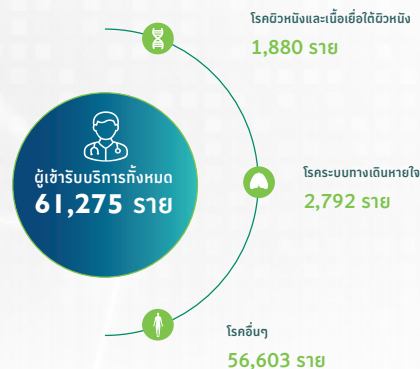 โรคผิวหนังและเนื้อเยื่อใต้ผิวหนัง
1,880 ราย
ผู้เข้ารับบริการทั้งหมด
61,275 ราย
โรคระบบทางเดินหายใจ
2,792 ราย
โรคอื่นๆ
56,603 ราย